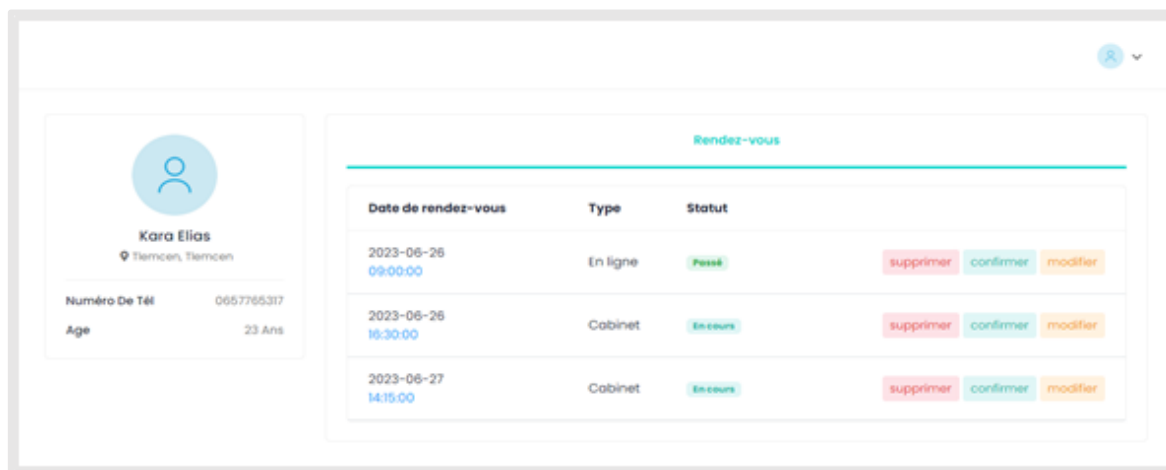 Kara Elias
Tlemcen, Tlemcen
Numéro De Tél 0657765317
Age 23 Ans
Rendez-vous
Date de rendez-vous Type Statut
2023-06-26
09:00:00
En ligne Passé supprimer confirmer modifier
2023-06-26
16:30:00
Cabinet En cours supprimer confirmer modifier
2023-06-27
14:15:00
Cabinet En cours supprimer confirmer modifier